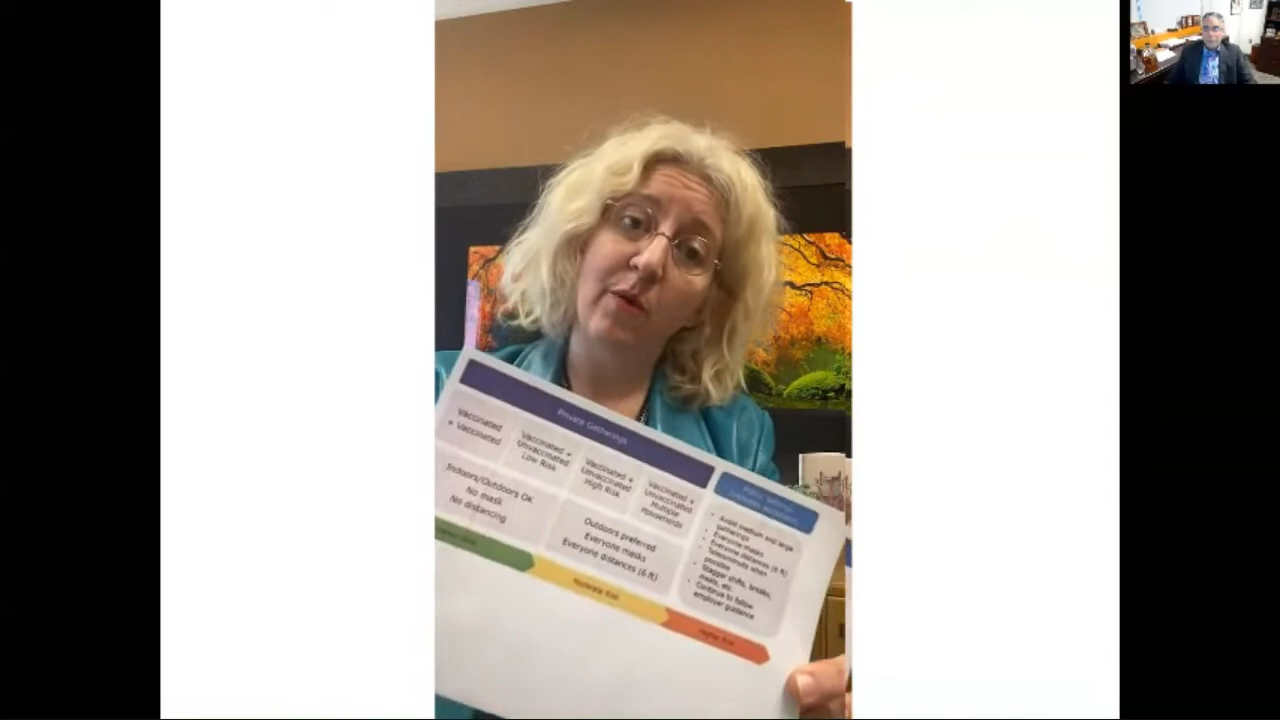 Private Gatherings
Vaccinated
+ Vaccinated
Vaccinated +
Unvaccinated
Low Risk
Vaccinated +
Unvaccinated
High Risk
Vaccinated +
Unvaccinated
Multiple
Households
Indoors/Outdoors OK
No mask
No distancing
Outdoors preferred
Everyone masks
Everyone distances (6 ft)
Public Settings
• Avoid medium and large
gatherings
• Everyone masks
• Everyone distances (6 ft)
• Telecommute when
possible
• Stagger shifts, breaks,
meals, etc.
• Continue to follow
employer guidance
Moderate Risk
Higher Risk